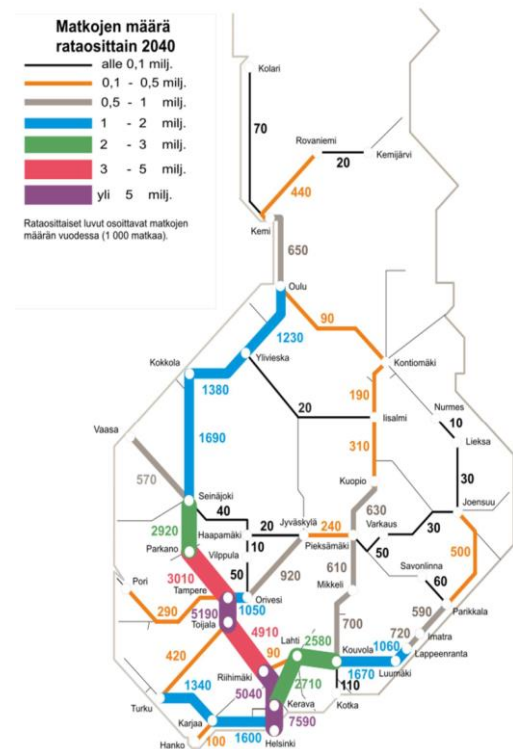 Matkojen määrä
rataosittain 2040
alle 0,1 milj.
0,1 - 0,5 milj.
0,5 - 1 milj.
1 - 2 milj.
2 - 3 milj.
3 - 5 milj.
yli 5 milj.
Rataosittaiset luvut osoittavat matkojen
määrän vuodessa (1 000 matkaa).
Kolari
70
Rovaniemi
20
Kemijärvi
440
Kemi
650
Oulu
90
1230
Ylivieska
Kontiomäki
Kokkola
1380
190
Nurmes
20
Iisalmi
10
Vaasa
1690
Lieksa
310
570
Kuopio
30
Seinäjoki
40
630
Joensuu
2920
Haapamäki
20
Jyväskylä
240
Varkaus
30
Parkano
Vilppula
10
Pieksämäki
50
500
3010
50
920
610
Savonlinna
Pori
Tampere
Mikkeli
60
290
1050
Orivesi
Parikkala
5190
590
Toijala
4910
2580
700
720
Imatra
420
Lahti
1060
90
Kouvola
Lappeenranta
Riihimäki
2710
1670
Luumäki
1340
5040
110
Turku
Kerava
Kotka
Karjaa
7590
Hanko
100
1600
Helsinki